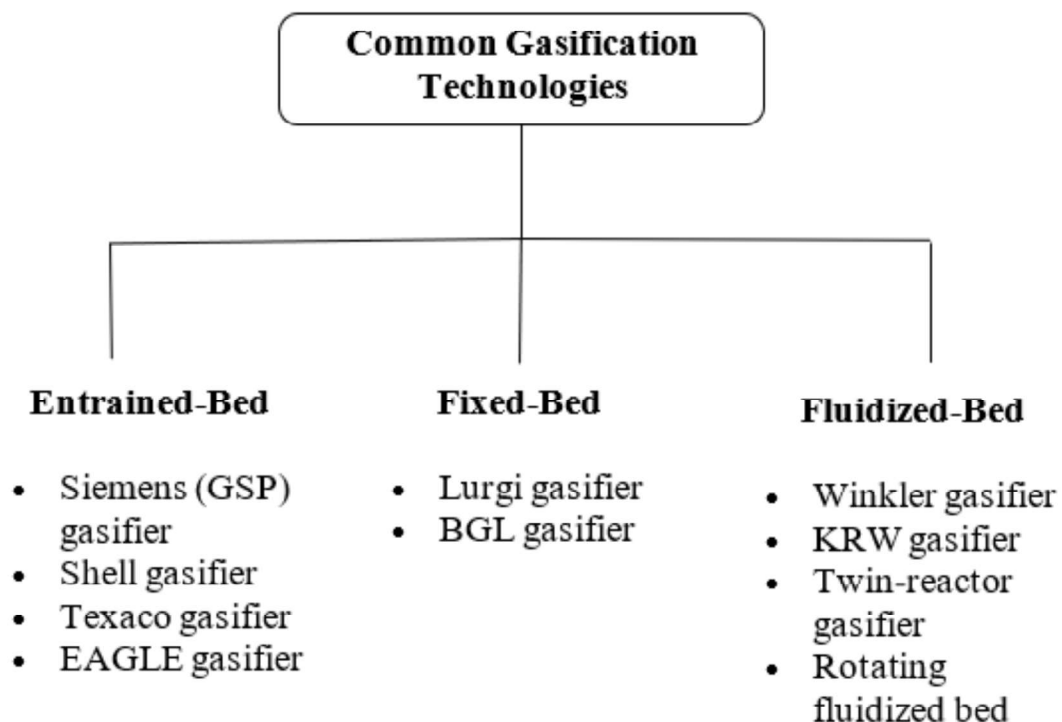 Common Gasification
Technologies
Entrained-Bed
• Siemens (GSP)
gasifier
• Shell gasifier
• Texaco gasifier
• EAGLE gasifier
Fixed-Bed
• Lurgi gasifier
• BGL gasifier
Fluidized-Bed
• Winkler gasifier
• KRW gasifier
• Twin-reactor
gasifier
• Rotating
fluidized bed